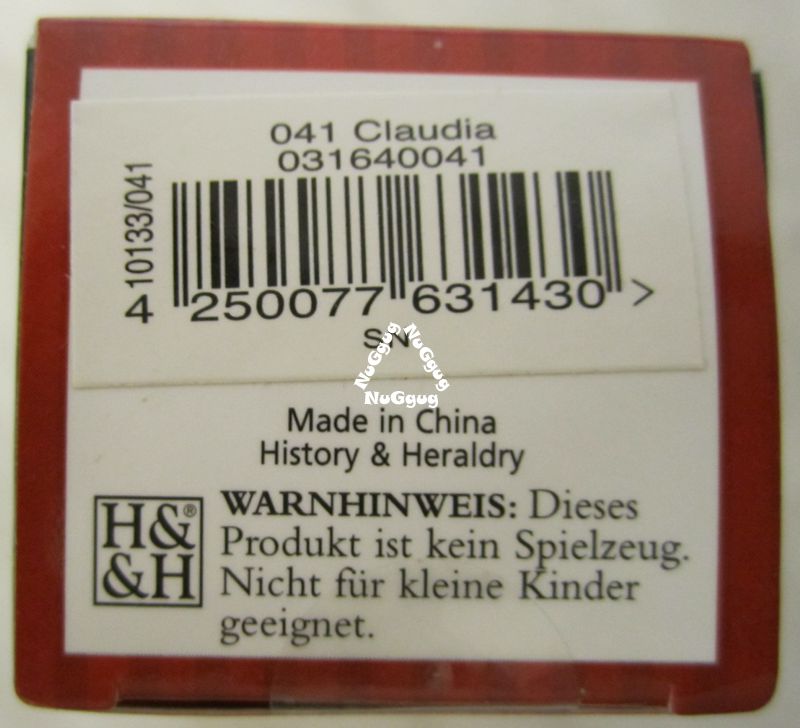 041 Claudia
031640041
10133/041
4 250077 631430 >
SN
NuGgug
NuGgug
NuGgug
Made in China
History & Heraldry
H&®
&H
WARNHINWEIS: Dieses
Produkt ist kein Spielzeug.
Nicht für kleine Kinder
geeignet.